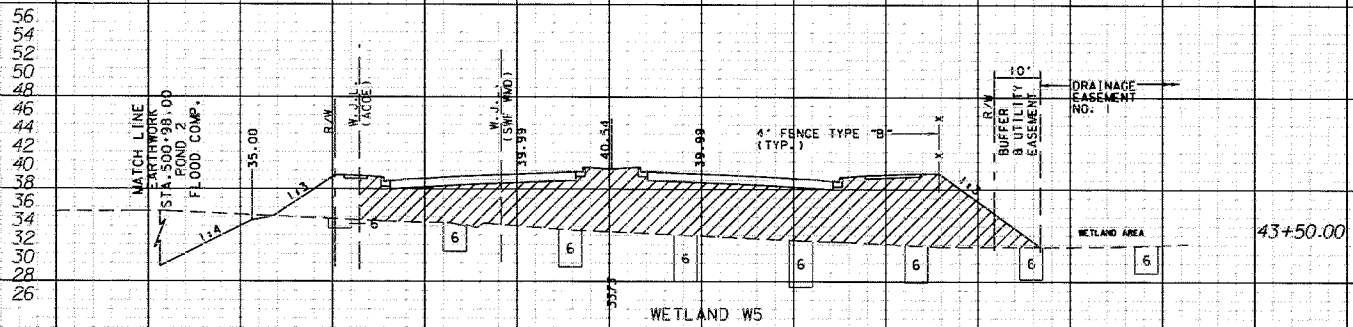 56
54
52
50
48
46
44
42
40
38
36
34
32
30
28
26
MATCH LINE
EARTHWORK
STA.500+98.00
POND 2
FLOOD COMP.
35.00
1:4
1:3
R/W
W.J.L.
(ACOE)
W.J.L.
(SWFWMD)
39.99
40.54
39.99
4' FENCE TYPE "B"
(TYP.)
X
X
1:3
10'
R/W
BUFFER
& UTILITY
EASEMENT
DRAINAGE
EASEMENT
NO. 1
WETLAND AREA
43+50.00
6
6
6
6
6
6
6
6
WETLAND W5